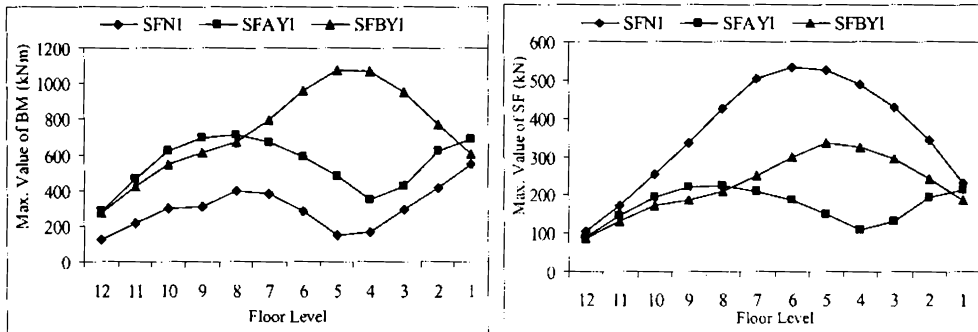 SFN1 SFAY1 SFBY1
Max. Value of BM (kNm)
1200
1000
800
600
400
200
0
12 11 10 9 8 7 6 5 4 3 2 1
Floor Level
SFN1 SFAY1 SFBY1
Max. Value of SF (kN)
600
500
400
300
200
100
0
12 11 10 9 8 7 6 5 4 3 2 1
Floor Level